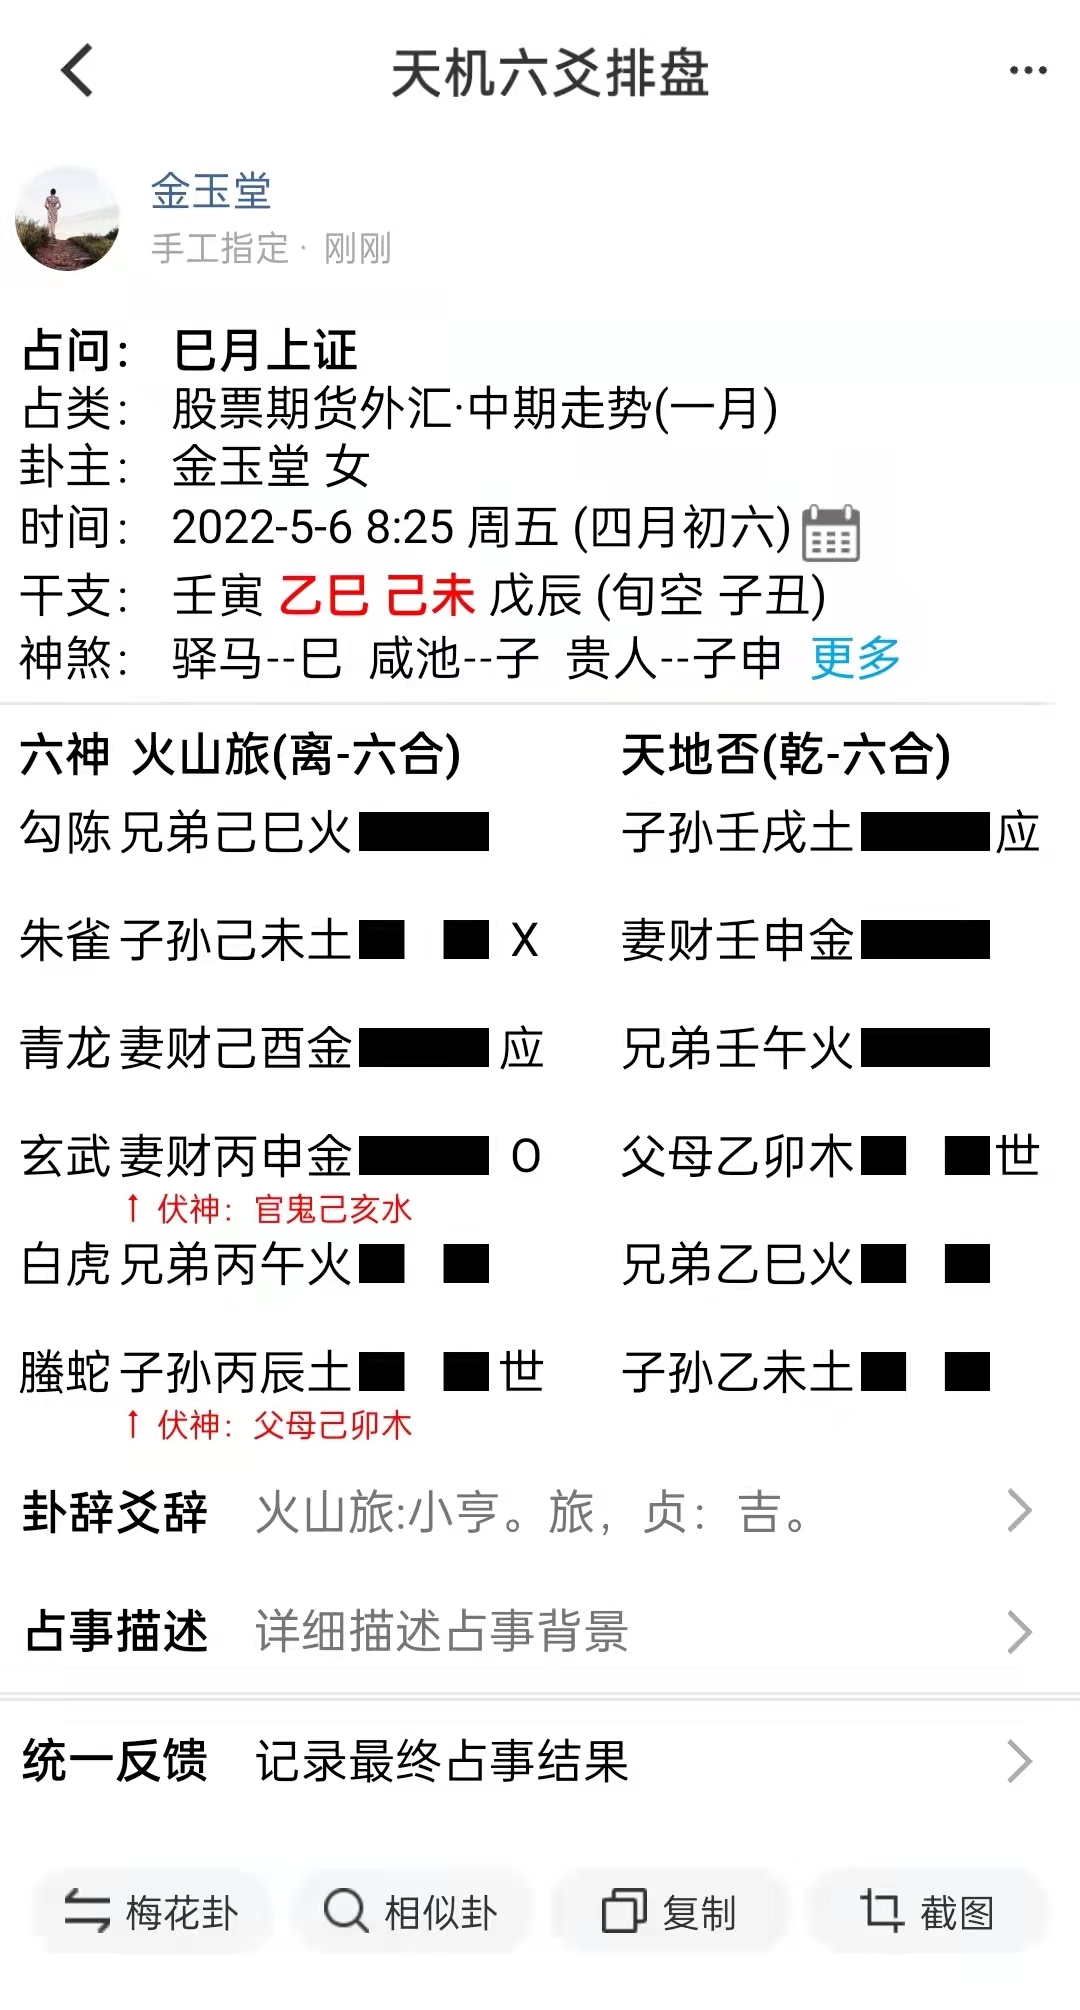 天机六爻排盘
金玉堂
手工指定· 刚刚
占问： 巳月上证
占类： 股票期货外汇·中期走势(一月)
卦主： 金玉堂 女
时间： 2022-5-6 8:25 周五 (四月初六)
干支： 壬寅 乙巳 己未 戊辰 (旬空 子丑)
神煞： 驿马--巳 咸池--子 贵人--子申 更多
六神 火山旅(离-六合) 天地否(乾-六合)
勾陈 兄弟己巳火 子孙壬戌土 应
朱雀 子孙己未土 X 妻财壬申金
青龙 妻财己酉金 应 兄弟壬午火
玄武 妻财丙申金 O 父母乙卯木 世
↑ 伏神：官鬼己亥水
白虎 兄弟丙午火 兄弟乙巳火
螣蛇 子孙丙辰土 世 子孙乙未土
↑ 伏神：父母己卯木
卦辞爻辞 火山旅:小亨。旅，贞：吉。
占事描述 详细描述占事背景
统一反馈 记录最终占事结果
梅花卦 相似卦 复制 截图